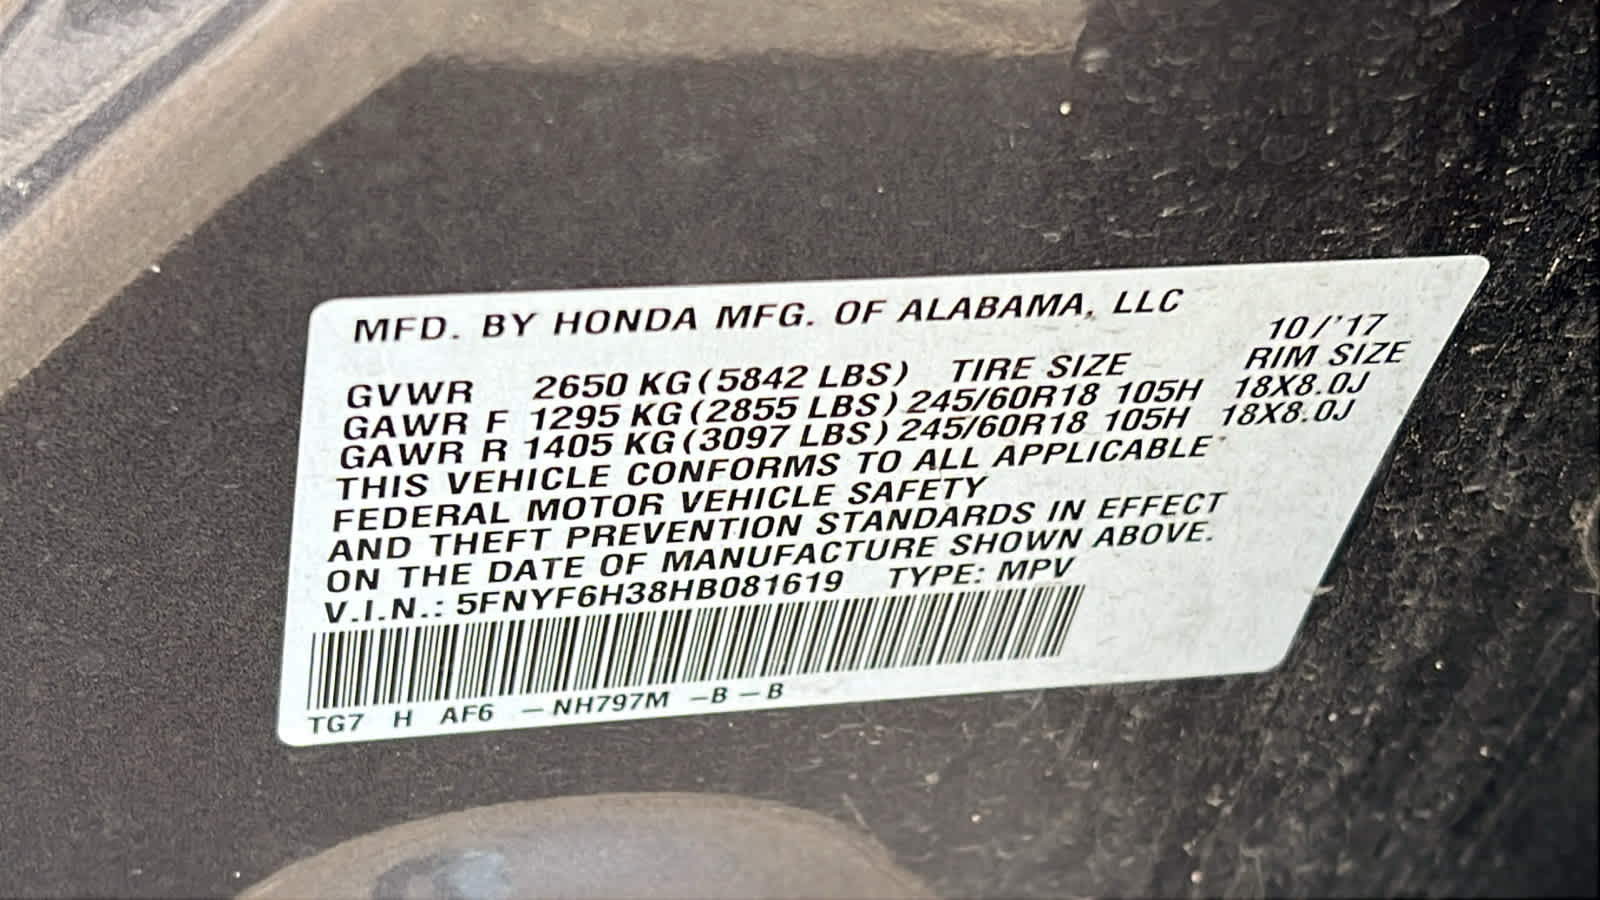 MFD. BY HONDA MFG. OF ALABAMA, LLC
10/'17
GVWR 2650 KG (5842 LBS) TIRE SIZE RIM SIZE
GAWR F 1295 KG (2855 LBS) 245/60R18 105H 18X8.0J
GAWR R 1405 KG (3097 LBS) 245/60R18 105H 18X8.0J
THIS VEHICLE CONFORMS TO ALL APPLICABLE
FEDERAL MOTOR VEHICLE SAFETY
AND THEFT PREVENTION STANDARDS IN EFFECT
ON THE DATE OF MANUFACTURE SHOWN ABOVE.
V.I.N.: 5FNYF6H38HB081619 TYPE: MPV
TG7 H AF6 -NH797M -B-B